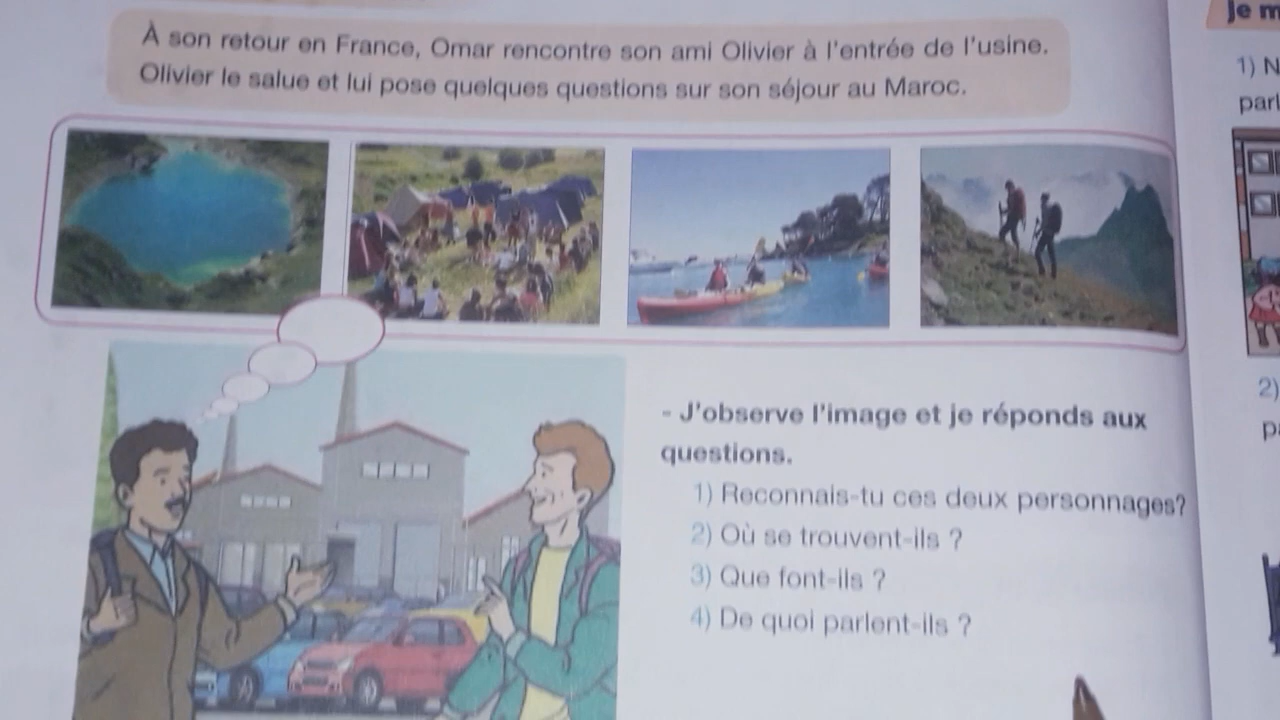 À son retour en France, Omar rencontre son ami Olivier à l'entrée de l'usine.
Olivier le salue et lui pose quelques questions sur son séjour au Maroc.
- J'observe l'image et je réponds aux
questions.
1) Reconnais-tu ces deux personnages?
2) Où se trouvent-ils ?
3) Que font-ils ?
4) De quoi parlent-ils ?
je m
1) N
parl
2)